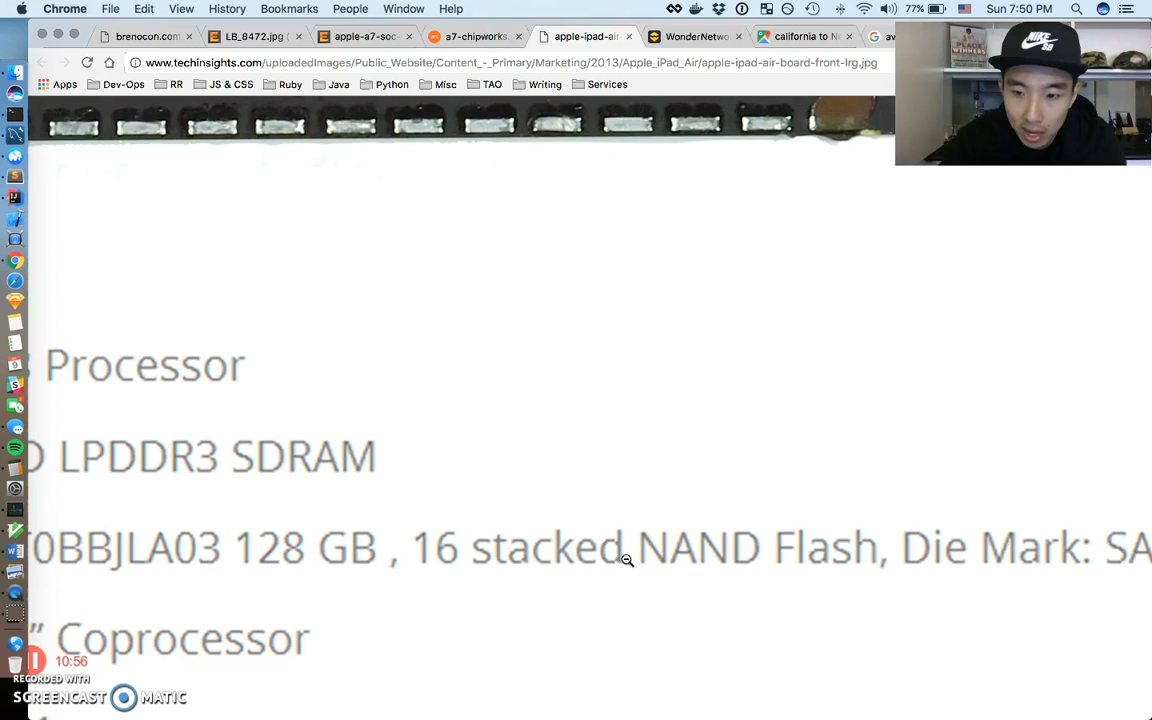 Chrome File Edit View History Bookmarks People Window Help 77% Sun 7:50 PM
brenocon.com LB_8472.jpg ( apple-a7-soc- a7-chipworks. apple-ipad-air- WonderNetwo california to Ne
www.techinsights.com/uploadedImages/Public_Website/Content_-_Primary/Marketing/2013/Apple_iPad_Air/apple-ipad-air-board-front-lrg.jpg
Apps Dev-Ops RR JS & CSS Ruby Java Python Misc TAO Writing Services
NIKE SB
Processor
LPDDR3 SDRAM
0BBJLA03 128 GB , 16 stacked NAND Flash, Die Mark: SA
” Coprocessor
10:56
RECORDED WITH
SCREENCAST MATIC